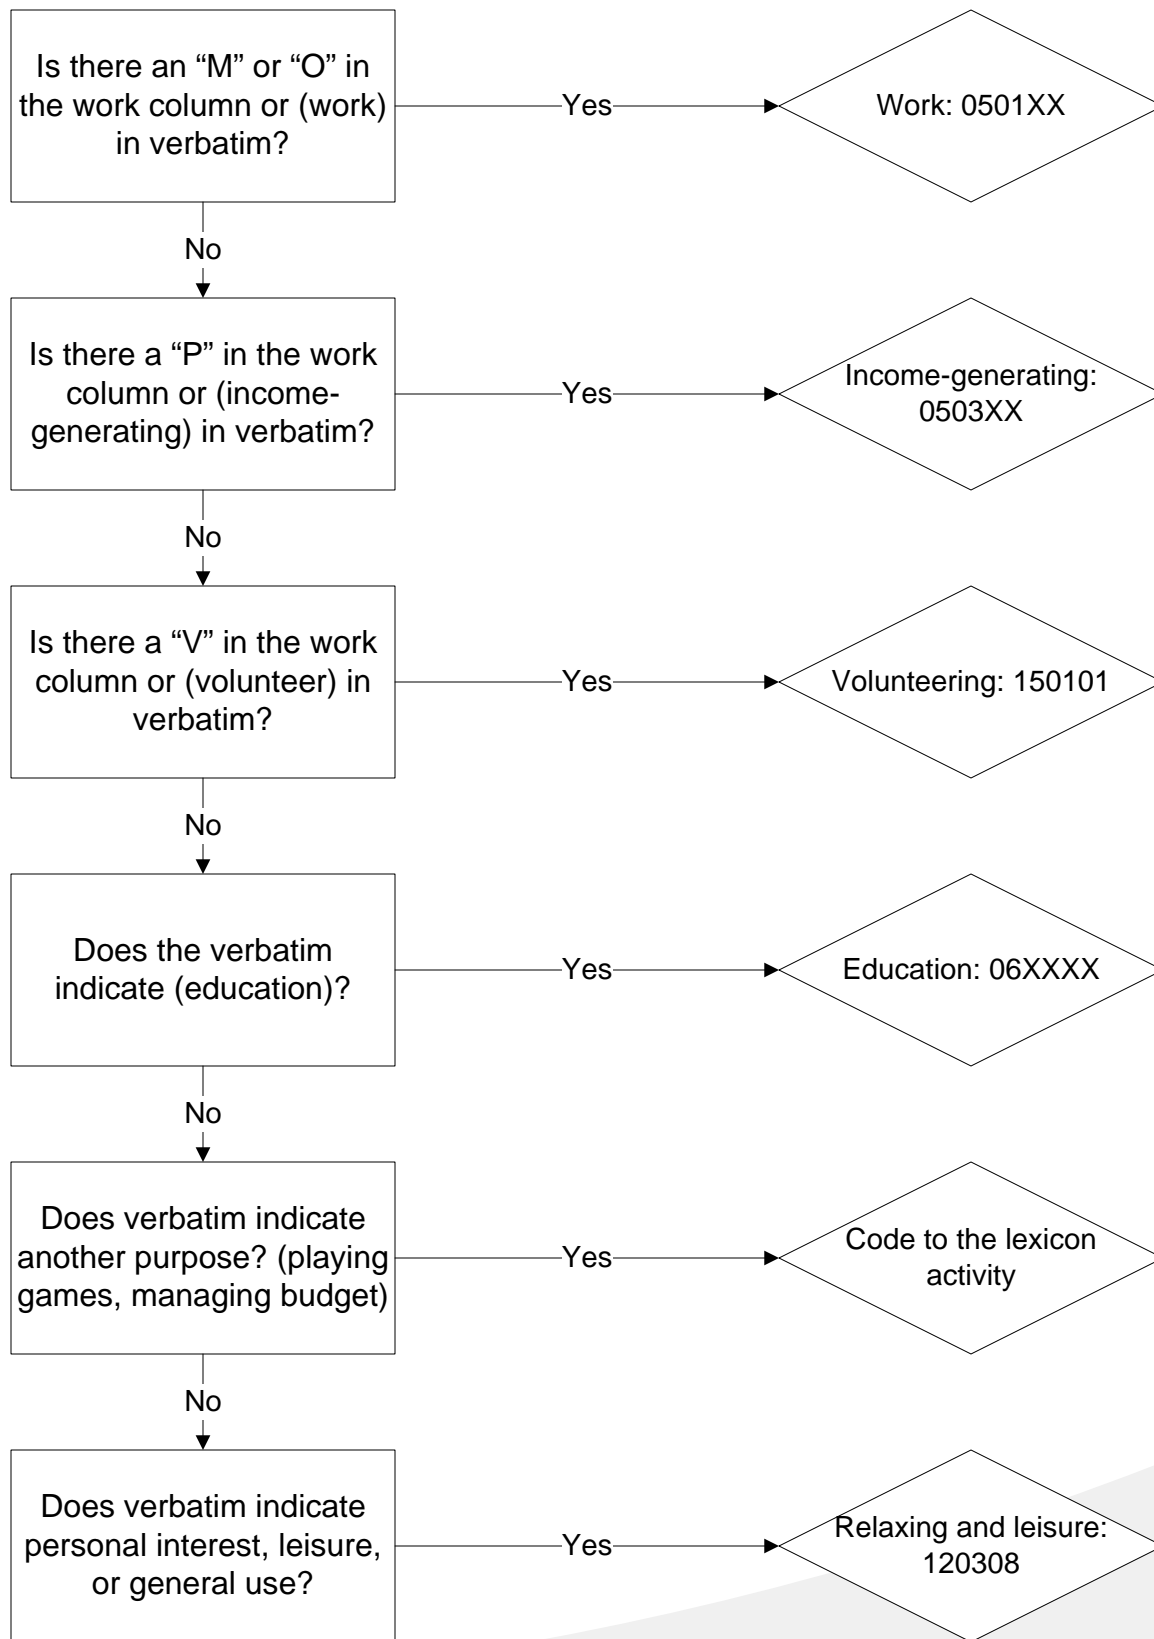 Is there an “M” or “O” in
the work column or (work)
in verbatim?
Yes
Work: 0501XX
No
Is there a “P” in the work
column or (income-
generating) in verbatim?
Yes
Income-generating:
0503XX
No
Is there a “V” in the work
column or (volunteer) in
verbatim?
Yes
Volunteering: 150101
No
Does the verbatim
indicate (education)?
Yes
Education: 06XXXX
No
Does verbatim indicate
another purpose? (playing
games, managing budget)
Yes
Code to the lexicon
activity
No
Does verbatim indicate
personal interest, leisure,
or general use?
Yes
Relaxing and leisure:
120308